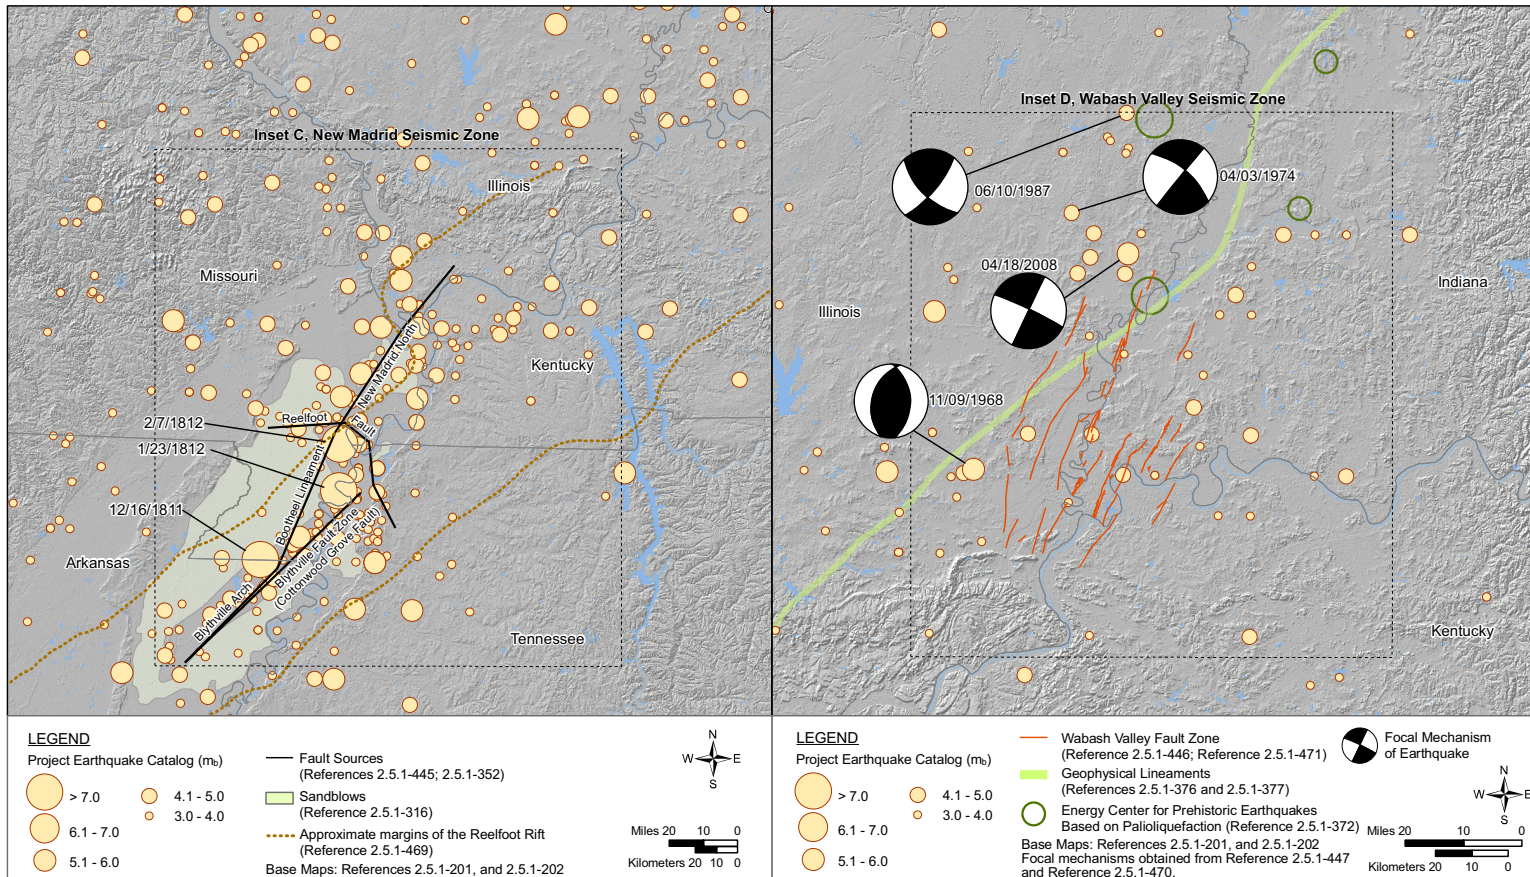 Inset C, New Madrid Seismic Zone
Illinois
Missouri
Kentucky
New Madrid North
Reelfoot
Fault
2/7/1812
1/23/1812
12/16/1811
Bootheel Lineament
Blythville Fault Zone
(Cottonwood Grove Fault)
Blythville Arch
Arkansas
Tennessee
LEGEND
Project Earthquake Catalog (mb)
> 7.0
6.1 - 7.0
5.1 - 6.0
4.1 - 5.0
3.0 - 4.0
Fault Sources
(References 2.5.1-445; 2.5.1-352)
Sandblows
(Reference 2.5.1-316)
Approximate margins of the Reelfoot Rift
(Reference 2.5.1-469)
Base Maps: References 2.5.1-201, and 2.5.1-202
N
W E
S
Miles 20 10 0
Kilometers 20 10 0
Inset D, Wabash Valley Seismic Zone
06/10/1987
04/03/1974
04/18/2008
Indiana
Illinois
11/09/1968
Kentucky
LEGEND
Project Earthquake Catalog (mb)
> 7.0
6.1 - 7.0
5.1 - 6.0
4.1 - 5.0
3.0 - 4.0
Wabash Valley Fault Zone
(Reference 2.5.1-446; Reference 2.5.1-471)
Geophysical Lineaments
(References 2.5.1-376 and 2.5.1-377)
Energy Center for Prehistoric Earthquakes
Based on Palioliquefaction (Reference 2.5.1-372)
Base Maps: References 2.5.1-201, and 2.5.1-202
Focal mechanisms obtained from Reference 2.5.1-447
and Reference 2.5.1-470.
Focal Mechanism
of Earthquake
N
W E
S
Miles 20 10 0
Kilometers 20 10 0